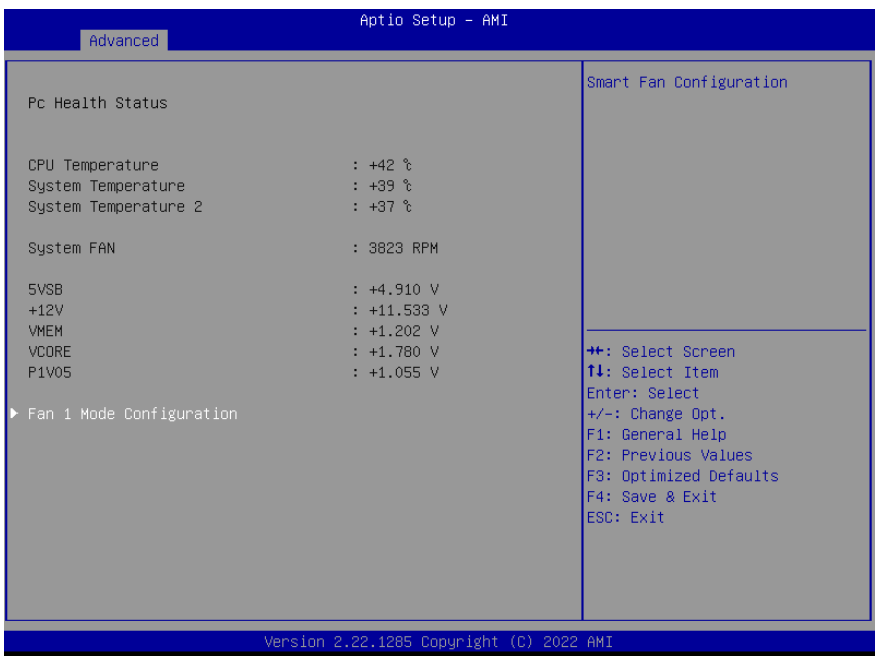 Aptio Setup – AMI
Advanced
Pc Health Status
CPU Temperature : +42 ℃
System Temperature : +39 ℃
System Temperature 2 : +37 ℃
System FAN : 3823 RPM
5VSB : +4.910 V
+12V : +11.533 V
VMEM : +1.202 V
VCORE : +1.780 V
P1V05 : +1.055 V
Fan 1 Mode Configuration
Smart Fan Configuration
→←: Select Screen
↑↓: Select Item
Enter: Select
+/-: Change Opt.
F1: General Help
F2: Previous Values
F3: Optimized Defaults
F4: Save & Exit
ESC: Exit
Version 2.22.1285 Copyright (C) 2022 AMI